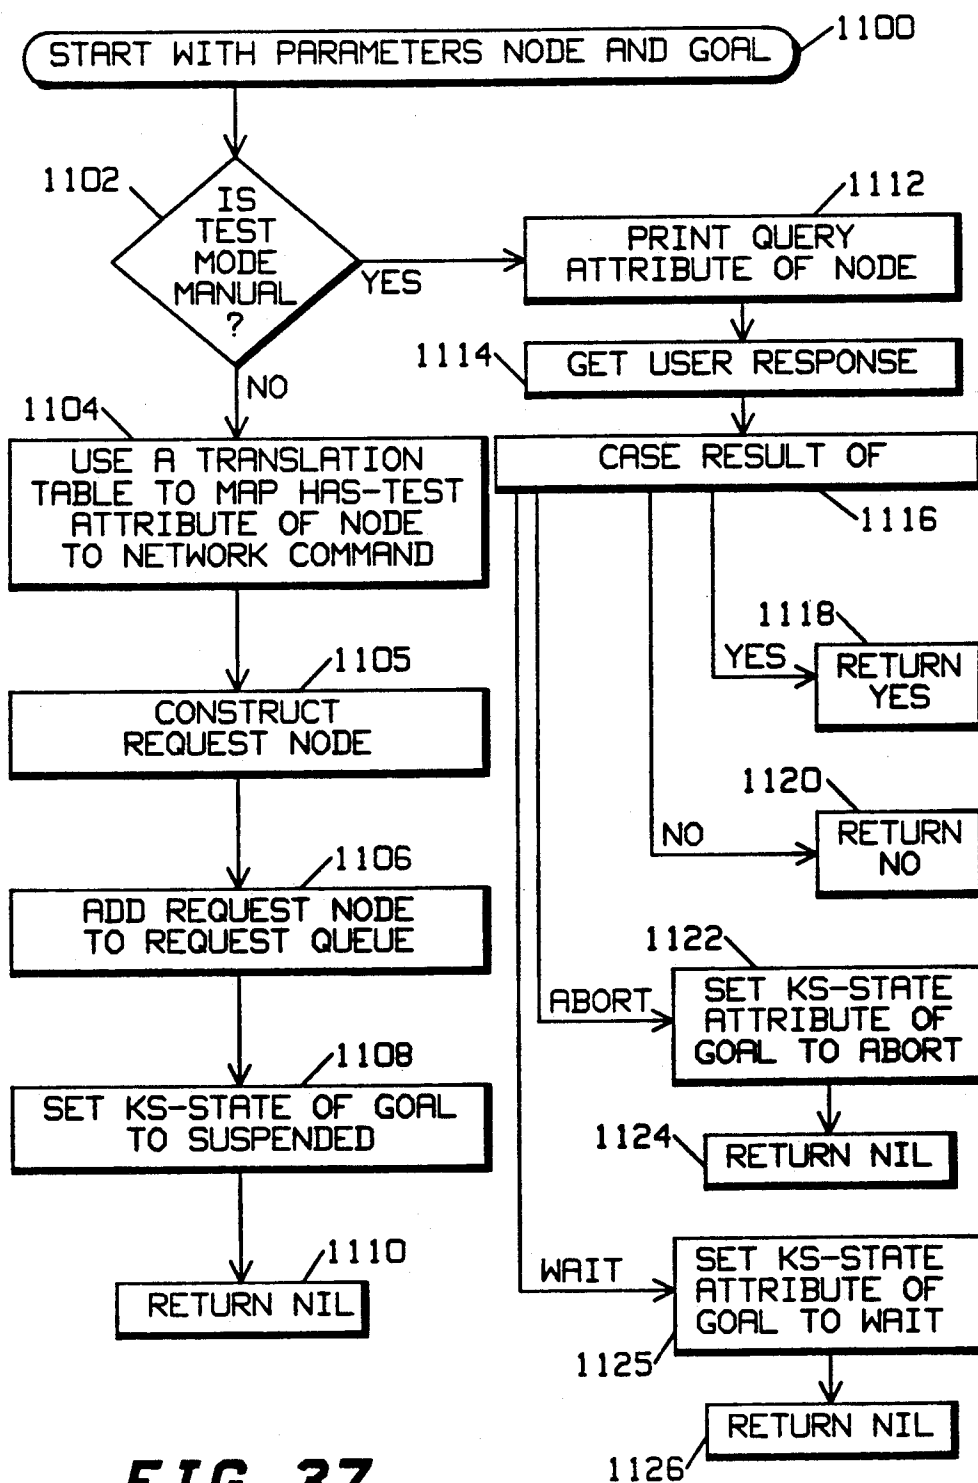 1100
START WITH PARAMETERS NODE AND GOAL
1102
IS
TEST
MODE
MANUAL
?
YES
NO
1112
PRINT QUERY
ATTRIBUTE OF NODE
1114
GET USER RESPONSE
1104
USE A TRANSLATION
TABLE TO MAP HAS-TEST
ATTRIBUTE OF NODE
TO NETWORK COMMAND
CASE RESULT OF
1116
1105
CONSTRUCT
REQUEST NODE
1118
YES
RETURN
YES
1120
NO
RETURN
NO
1106
ADD REQUEST NODE
TO REQUEST QUEUE
1122
ABORT
SET KS-STATE
ATTRIBUTE OF
GOAL TO ABORT
1108
SET KS-STATE OF GOAL
TO SUSPENDED
1124
RETURN NIL
1110
RETURN NIL
WAIT
SET KS-STATE
ATTRIBUTE OF
GOAL TO WAIT
1125
RETURN NIL
1126
FIG 37